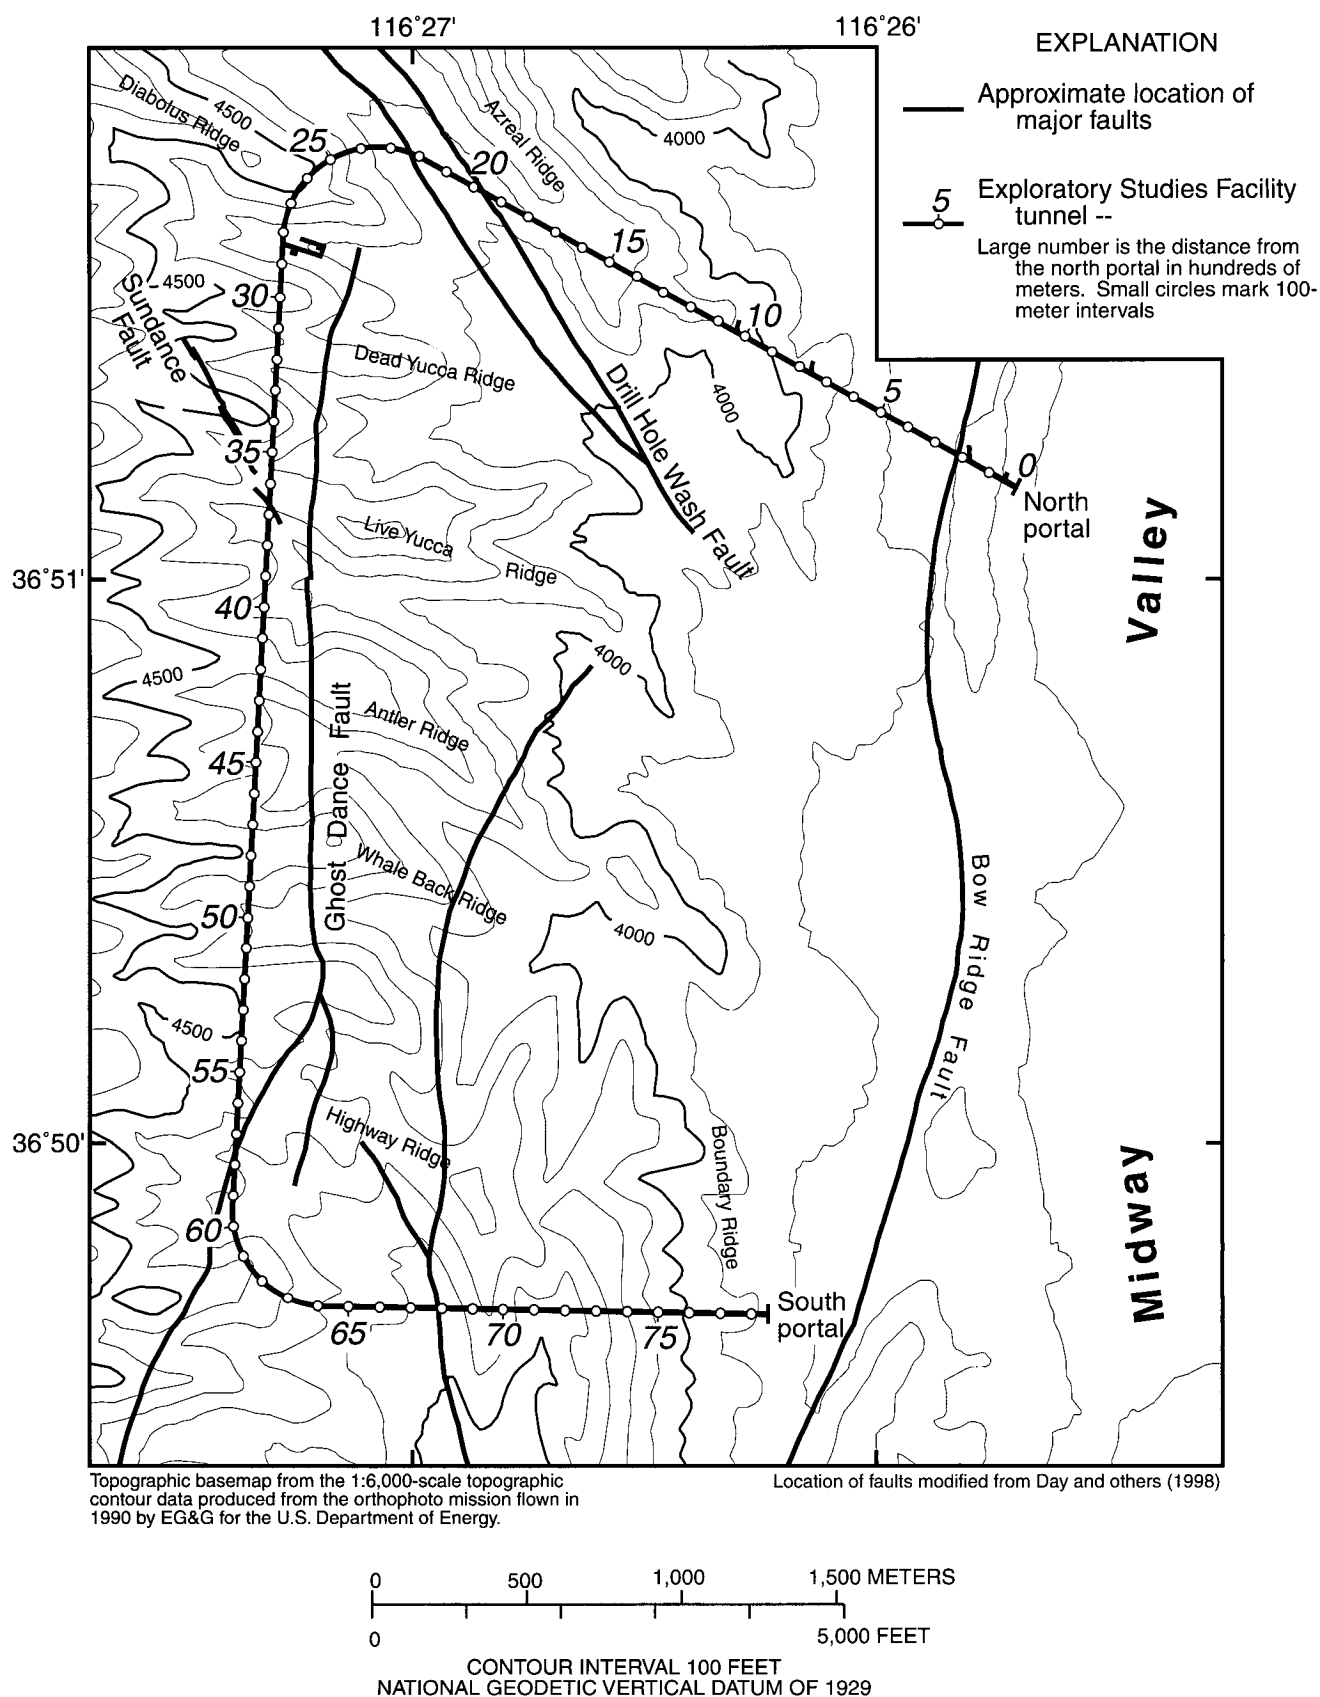 116°27'
116°26'
EXPLANATION
Approximate location of
major faults
5
Exploratory Studies Facility
tunnel --
Large number is the distance from
the north portal in hundreds of
meters. Small circles mark 100-
meter intervals
Diabolus Ridge
4500
25
Azreal Ridge
4000
20
15
4500
30
Sundance
Fault
10
Dead Yucca Ridge
Drill Hole Wash Fault
4000
5
35
0
North
portal
Live Yucca
Ridge
36°51'
40
Valley
4000
4500
Antler Ridge
45
Ghost Dance Fault
Whale Back Ridge
Bow Ridge Fault
50
4000
4500
55
Highway Ridge
36°50'
Boundary Ridge
Midway
60
South
portal
65
70
75
Topographic basemap from the 1:6,000-scale topographic
contour data produced from the orthophoto mission flown in
1990 by EG&G for the U.S. Department of Energy.
Location of faults modified from Day and others (1998)
0 500 1,000 1,500 METERS
0 5,000 FEET
CONTOUR INTERVAL 100 FEET
NATIONAL GEODETIC VERTICAL DATUM OF 1929